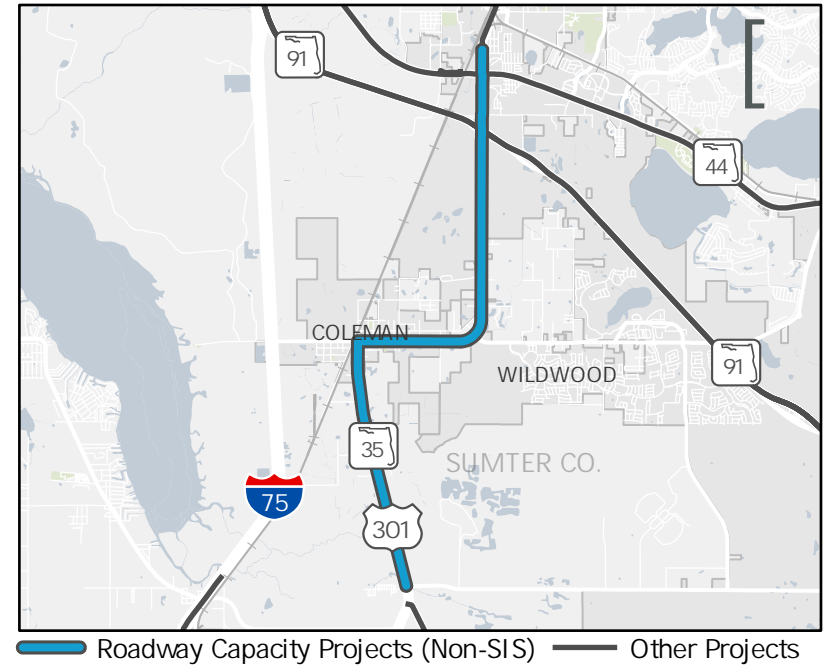 91
44
COLEMAN
WILDWOOD
91
35
SUMTER CO.
75
301
Roadway Capacity Projects (Non-SIS) Other Projects